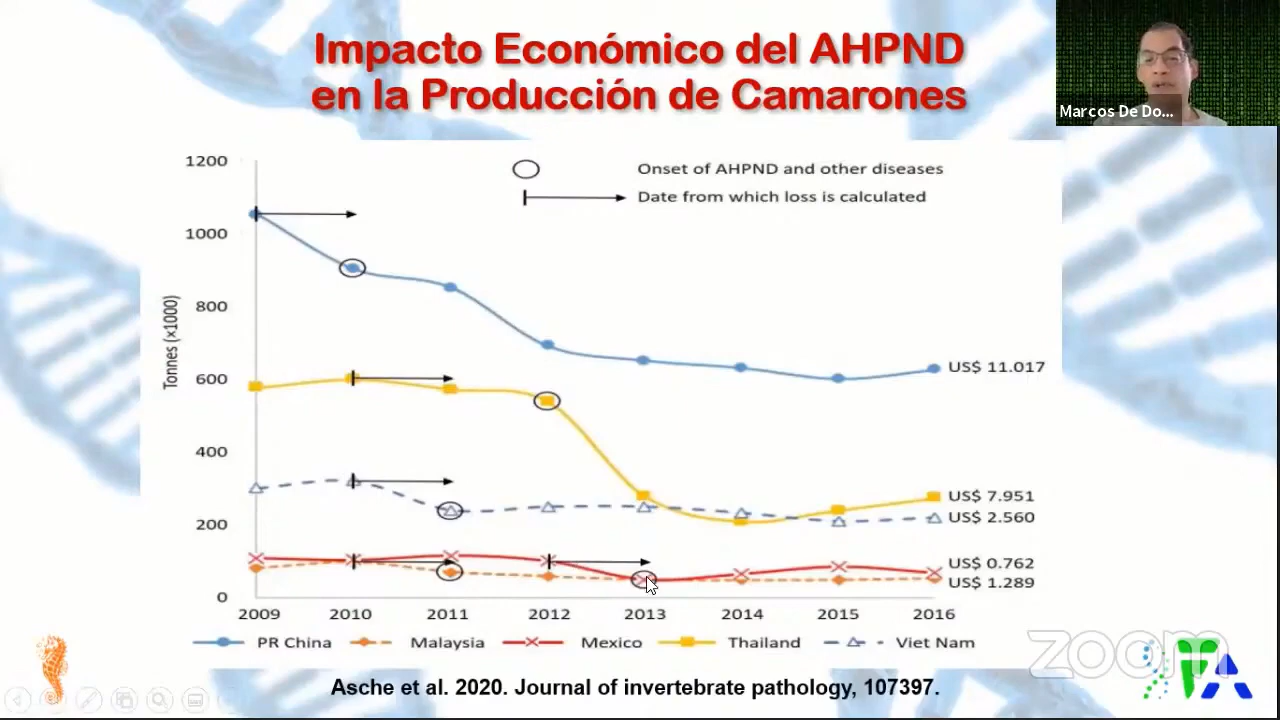 Impacto Económico del AHPND
en la Producción de Camarones
Marcos De Do...
Onset of AHPND and other diseases
Date from which loss is calculated
Tonnes (×1000)
1200
1000
800
600
400
200
0
US$ 11.017
US$ 7.951
US$ 2.560
US$ 0.762
US$ 1.289
2009 2010 2011 2012 2013 2014 2015 2016
PR China Malaysia Mexico Thailand Viet Nam
zoom
Asche et al. 2020. Journal of invertebrate pathology, 107397.